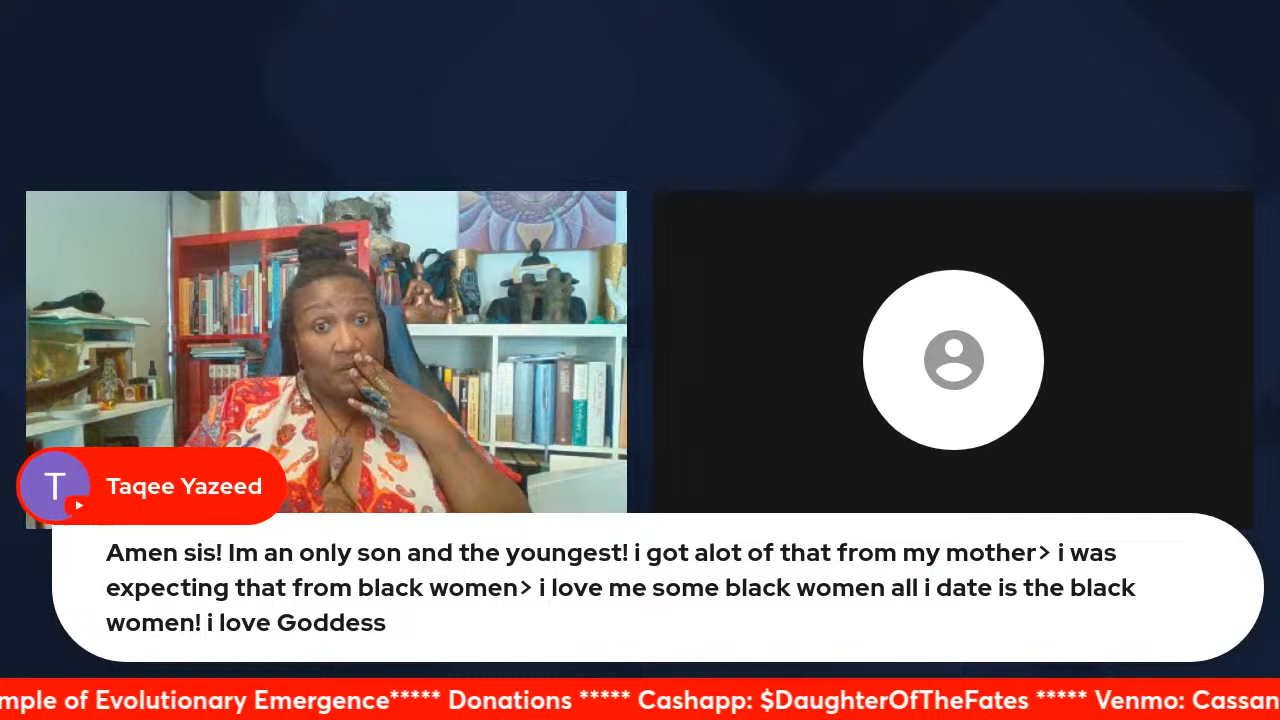 T
Taqee Yazeed
Amen sis! Im an only son and the youngest! i got alot of that from my mother> i was
expecting that from black women> i love me some black women all i date is the black
women! i love Goddess
mple of Evolutionary Emergence***** Donations ***** Cashapp: $DaughterOfTheFates ***** Venmo: Cassan